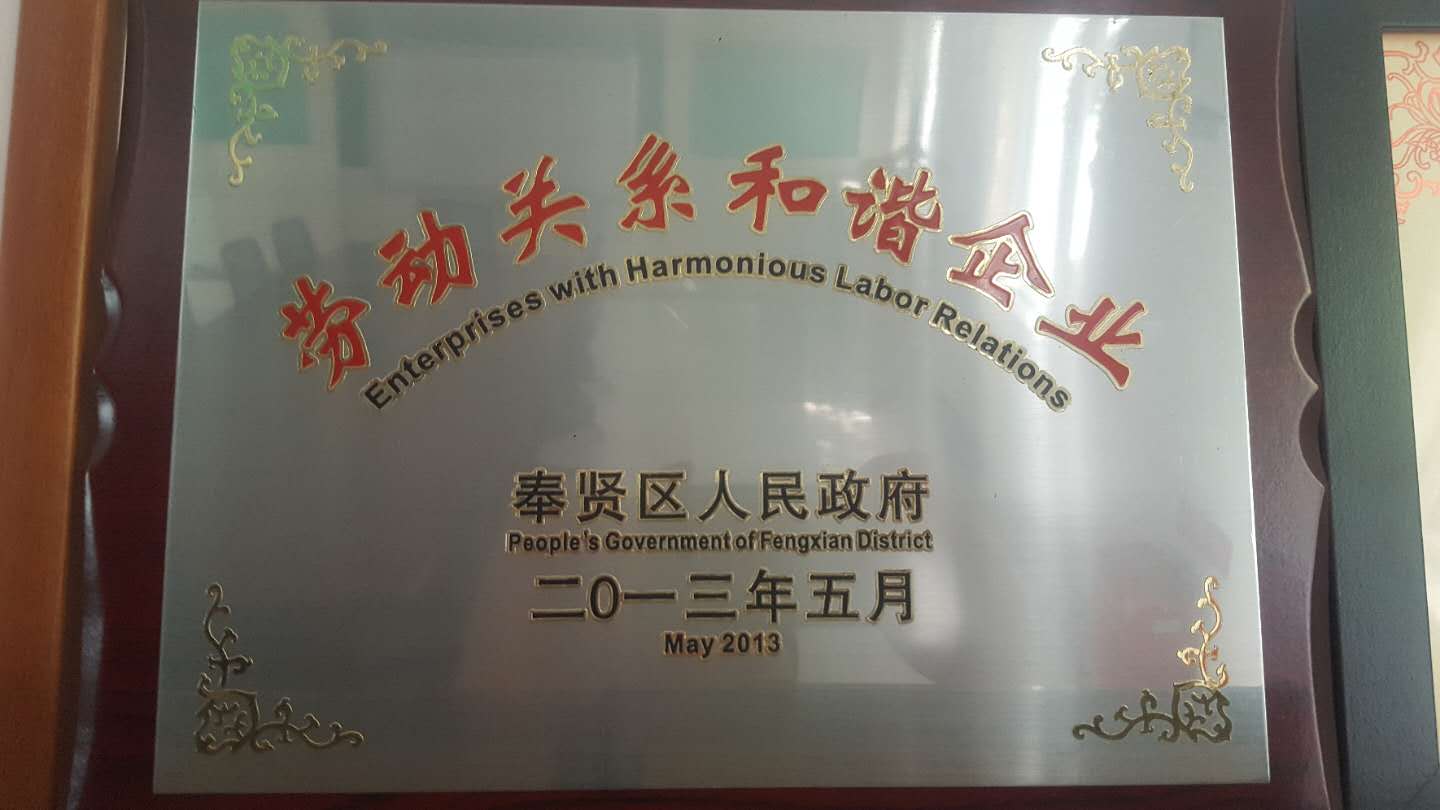 劳动关系和谐企业
Enterprises with Harmonious Labor Relations
奉贤区人民政府
People's Government of Fengxian District
二0一三年五月
May 2013